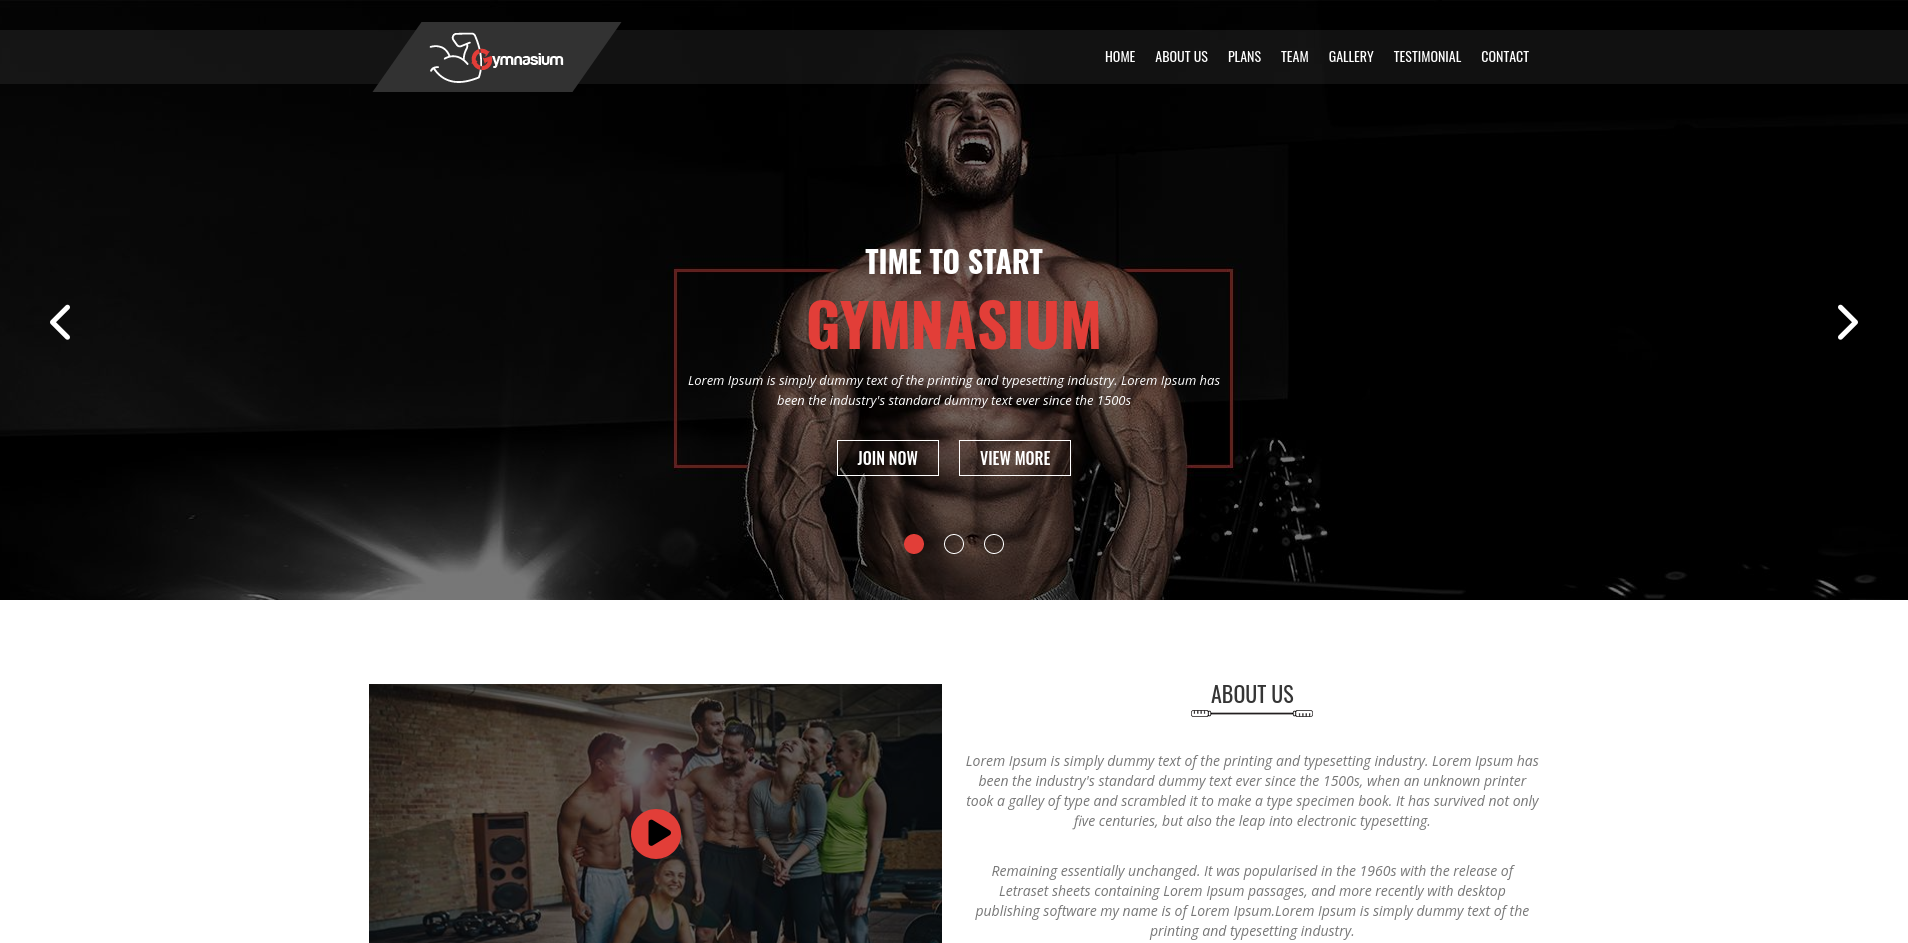 Gymnasium
HOME ABOUT US PLANS TEAM GALLERY TESTIMONIAL CONTACT
TIME TO START
GYMNASIUM
Lorem Ipsum is simply dummy text of the printing and typesetting industry. Lorem Ipsum has
been the industry's standard dummy text ever since the 1500s
JOIN NOW VIEW MORE
ABOUT US
Lorem Ipsum is simply dummy text of the printing and typesetting industry. Lorem Ipsum has
been the industry's standard dummy text ever since the 1500s, when an unknown printer
took a galley of type and scrambled it to make a type specimen book. It has survived not only
five centuries, but also the leap into electronic typesetting.
Remaining essentially unchanged. It was popularised in the 1960s with the release of
Letraset sheets containing Lorem Ipsum passages, and more recently with desktop
publishing software my name is of Lorem Ipsum.Lorem Ipsum is simply dummy text of the
printing and typesetting industry.